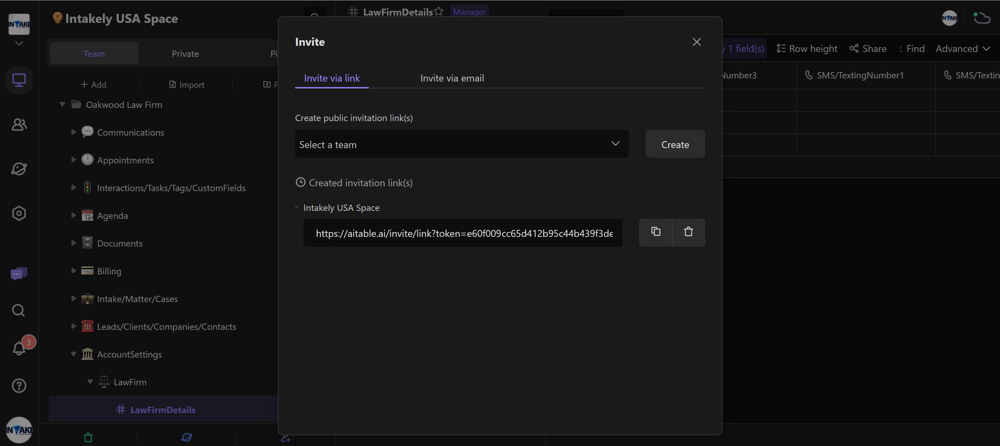 Intakely USA Space
Team
Private
Add
Import
Oakwood Law Firm
Communications
Appointments
Interactions/Tasks/Tags/CustomFields
JUL
17
Agenda
Documents
Billing
Intake/Matter/Cases
Leads/Clients/Companies/Contacts
3
AccountSettings
LawFirm
LawFirmDetails
LawFirmDetails
Manager
Invite
Invite via link
Invite via email
Create public invitation link(s)
Select a team
Create
Created invitation link(s)
Intakely USA Space
https://aitable.ai/invite/link?token=e60f009cc65d412b95c44b439f3de
1 field(s)
Row height
Share
Find
Advanced
Number3
SMS/TextingNumber1
SMS/Textin